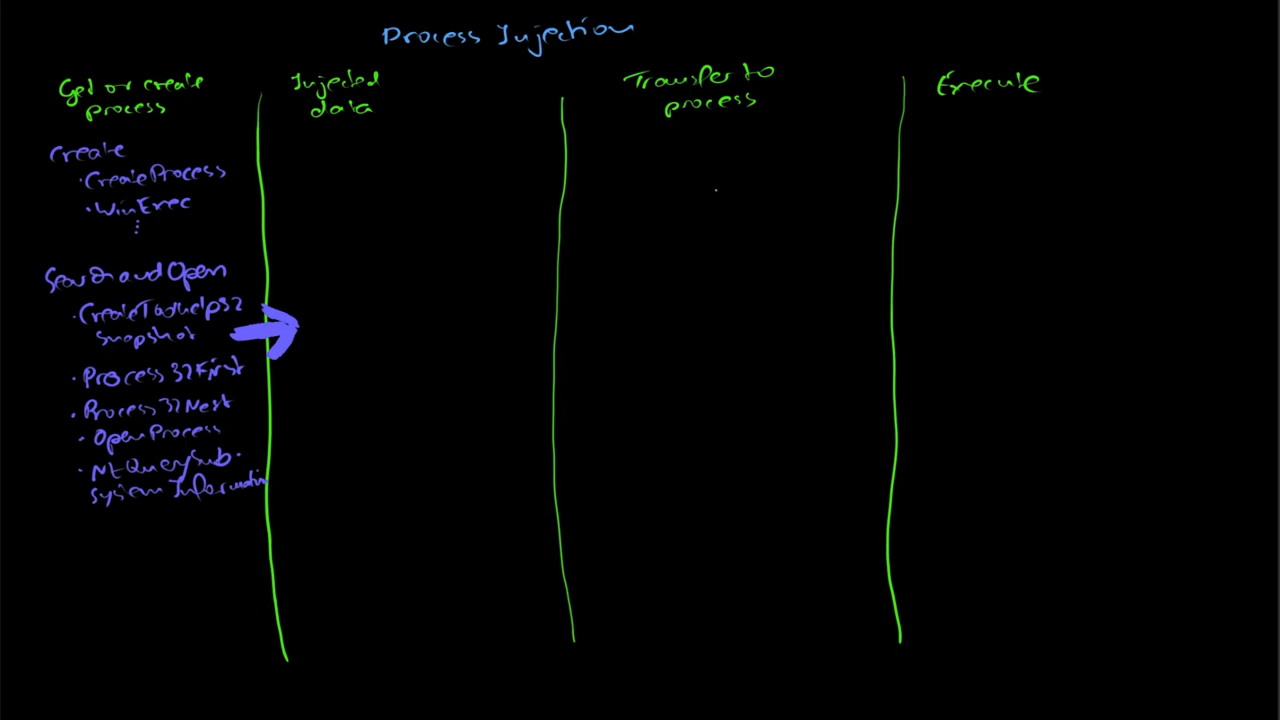 Process Injection
Get or create
process
Injected
data
Transfer to
process
Execute
Create
· CreateProcess
· WinExec
⋮
Search and Open
· CreateToolhelp32
Snapshot
· Process32First
· Process32Next
· OpenProcess
· NtQuerySub-
system Information